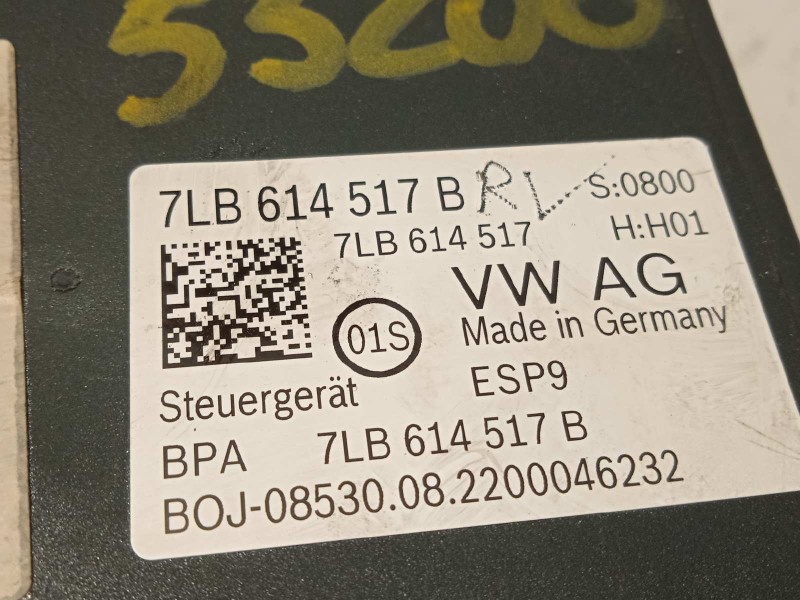 53200
7LB 614 517 B RL S:0800
7LB 614 517 H:H01
VW AG
01S Made in Germany
Steuergerät ESP9
BPA 7LB 614 517 B
BOJ-08530.08.2200046232